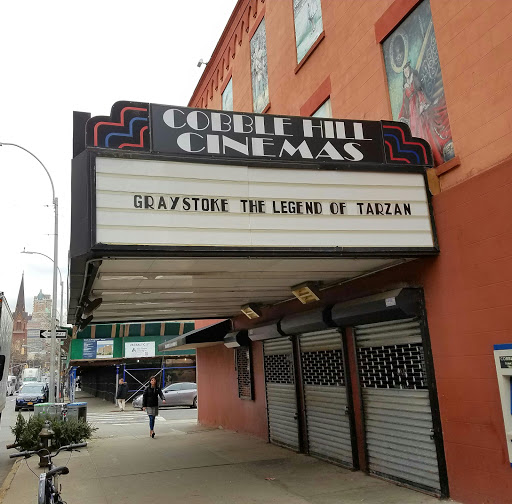 COBBLE HILL
CINEMAS
GRAYSTOKE THE LEGEND OF TARZAN